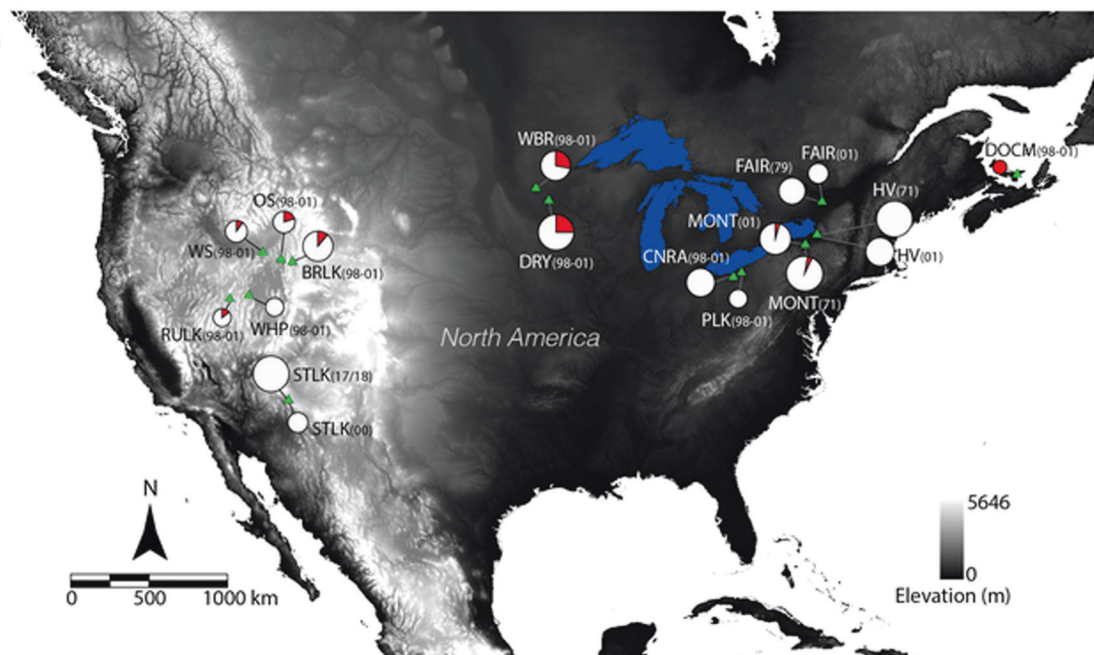 WBR(98-01)
FAIR(01)
FAIR(79)
DOCM(98-01)
HV(71)
OS(98-01)
MONT(01)
WS(98-01)
CNRA(98-01)
HV(01)
DRY(98-01)
BRLK(98-01)
MONT(71)
PLK(98-01)
RULK(98-01)
WHP(98-01)
North America
STLK(17/18)
STLK(00)
N
0 500 1000 km
5646
0
Elevation (m)